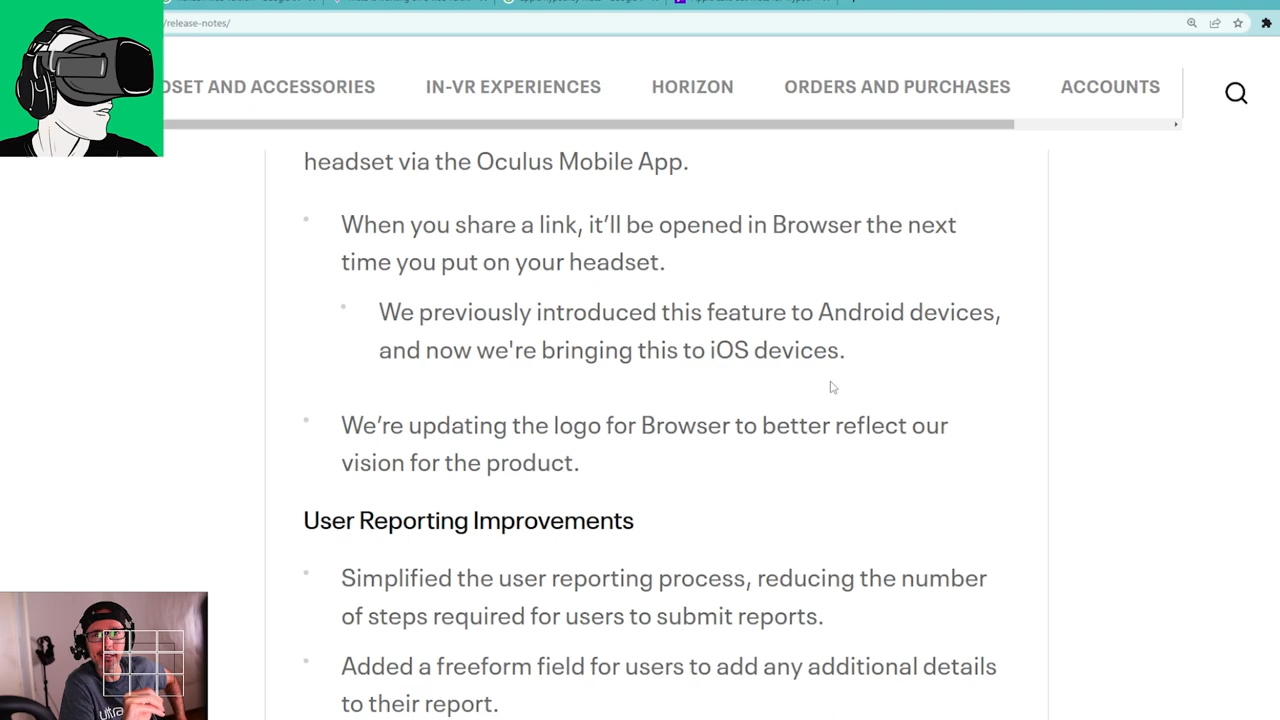 /release-notes/
DSET AND ACCESSORIES IN-VR EXPERIENCES HORIZON ORDERS AND PURCHASES ACCOUNTS
headset via the Oculus Mobile App.
When you share a link, it’ll be opened in Browser the next
time you put on your headset.
We previously introduced this feature to Android devices,
and now we're bringing this to iOS devices.
We’re updating the logo for Browser to better reflect our
vision for the product.
User Reporting Improvements
Simplified the user reporting process, reducing the number
of steps required for users to submit reports.
Added a freeform field for users to add any additional details
to their report.